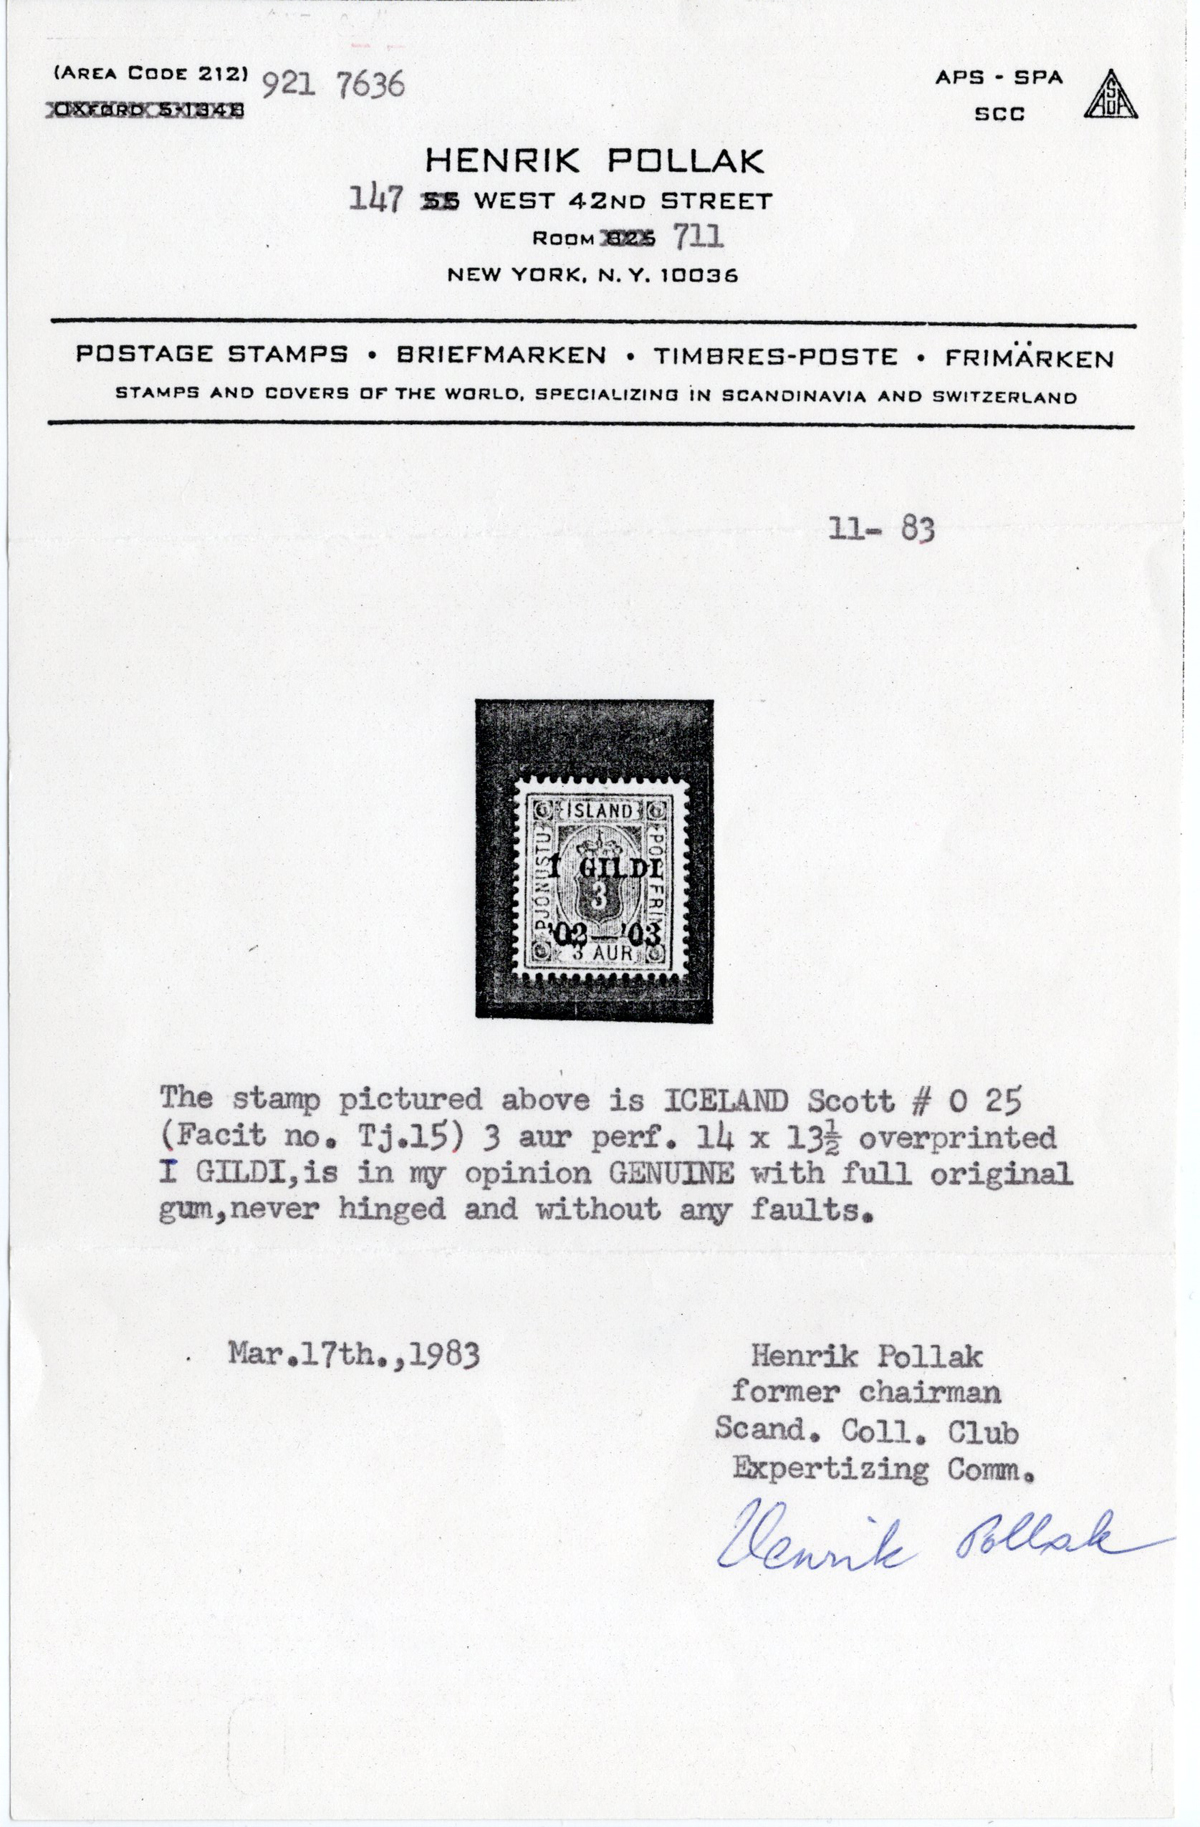 (AREA CODE 212) 921 7636
OXFORD 5-1348
APS - SPA
SCC
ASDA
HENRIK POLLAK
147 55 WEST 42ND STREET
ROOM 825 711
NEW YORK, N. Y. 10036
POSTAGE STAMPS • BRIEFMARKEN • TIMBRES-POSTE • FRIMÄRKEN
STAMPS AND COVERS OF THE WORLD, SPECIALIZING IN SCANDINAVIA AND SWITZERLAND
11- 83
ISLAND
ÞJONUSTU
PÓSTFRIM
I GILDI
3
'02—'03
3 AUR
The stamp pictured above is ICELAND Scott # O 25
(Facit no. Tj.15) 3 aur perf. 14 x 13½ overprinted
I GILDI,is in my opinion GENUINE with full original
gum,never hinged and without any faults.
Mar.17th.,1983
Henrik Pollak
former chairman
Scand. Coll. Club
Expertizing Comm.
Henrik Pollak